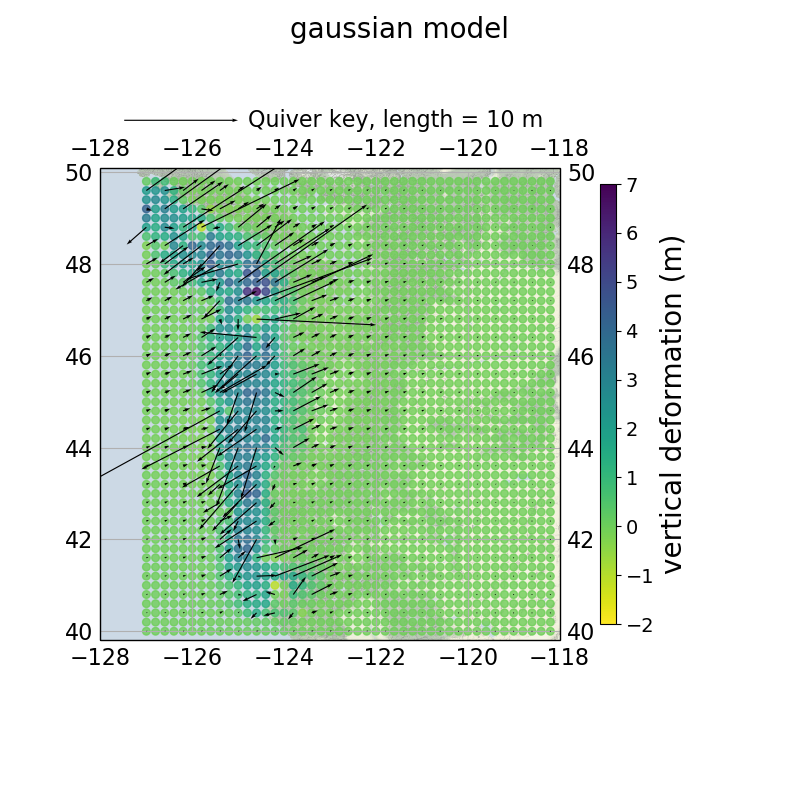 gaussian model
Quiver key, length = 10 m
−128 −126 −124 −122 −120 −118
50 50 7
6
5
48 48
4
46 46 3
2
44 44
1
0
42 42
−1
40 40 −2
−128 −126 −124 −122 −120 −118
vertical deformation (m)